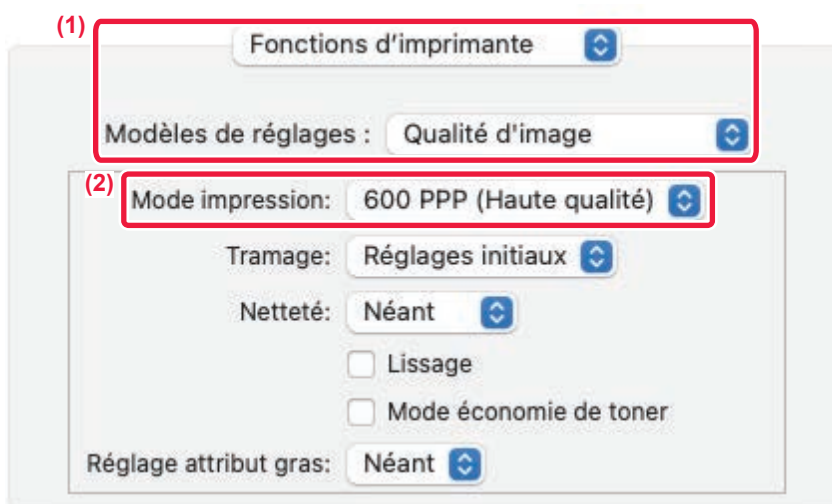 (1)
Fonctions d’imprimante
Modèles de réglages : Qualité d'image
(2)
Mode impression: 600 PPP (Haute qualité)
Tramage: Réglages initiaux
Netteté: Néant
Lissage
Mode économie de toner
Réglage attribut gras: Néant